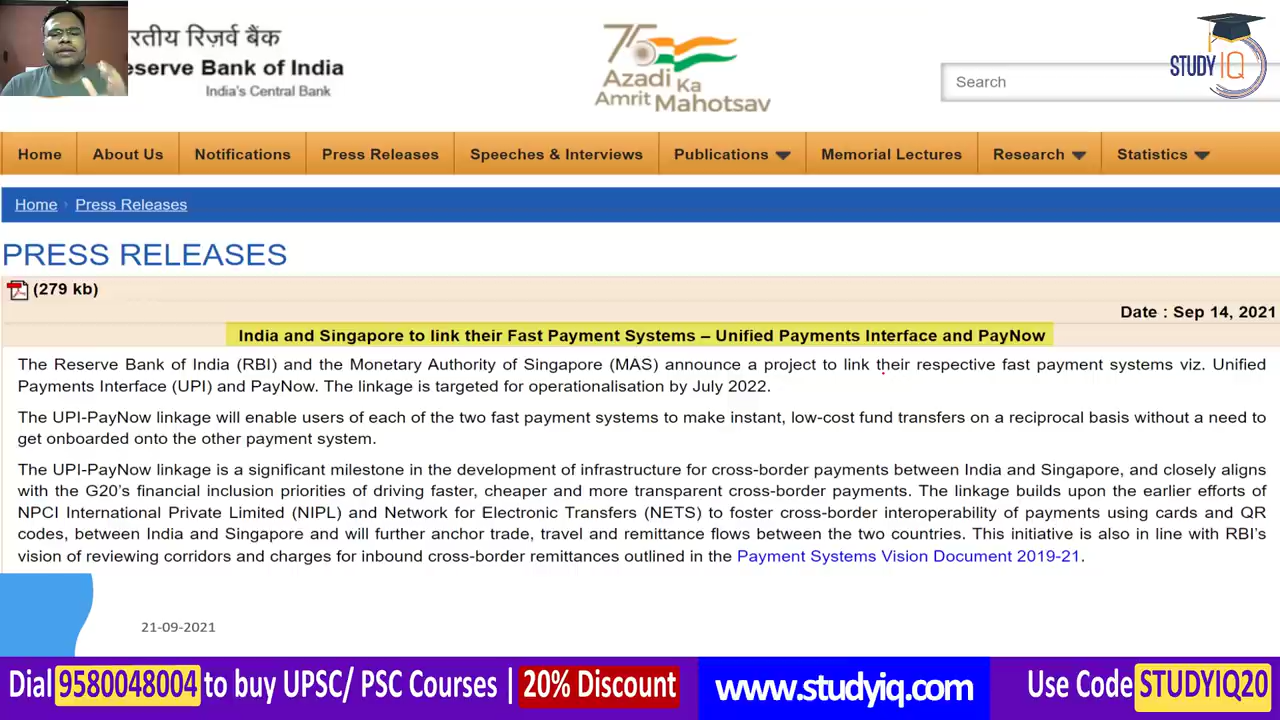 रतीय रिज़र्व बैंक
eserve Bank of India
India's Central Bank
75
Azadi Ka
Amrit Mahotsav
Search
STUDY IQ
Home About Us Notifications Press Releases Speeches & Interviews Publications Memorial Lectures Research Statistics
Home › Press Releases
PRESS RELEASES
(279 kb)
Date : Sep 14, 2021
India and Singapore to link their Fast Payment Systems – Unified Payments Interface and PayNow
The Reserve Bank of India (RBI) and the Monetary Authority of Singapore (MAS) announce a project to link their respective fast payment systems viz. Unified
Payments Interface (UPI) and PayNow. The linkage is targeted for operationalisation by July 2022.
The UPI-PayNow linkage will enable users of each of the two fast payment systems to make instant, low-cost fund transfers on a reciprocal basis without a need to
get onboarded onto the other payment system.
The UPI-PayNow linkage is a significant milestone in the development of infrastructure for cross-border payments between India and Singapore, and closely aligns
with the G20's financial inclusion priorities of driving faster, cheaper and more transparent cross-border payments. The linkage builds upon the earlier efforts of
NPCI International Private Limited (NIPL) and Network for Electronic Transfers (NETS) to foster cross-border interoperability of payments using cards and QR
codes, between India and Singapore and will further anchor trade, travel and remittance flows between the two countries. This initiative is also in line with RBI's
vision of reviewing corridors and charges for inbound cross-border remittances outlined in the Payment Systems Vision Document 2019-21.
21-09-2021
Dial 9580048004 to buy UPSC/ PSC Courses | 20% Discount www.studyiq.com Use Code STUDYIQ20